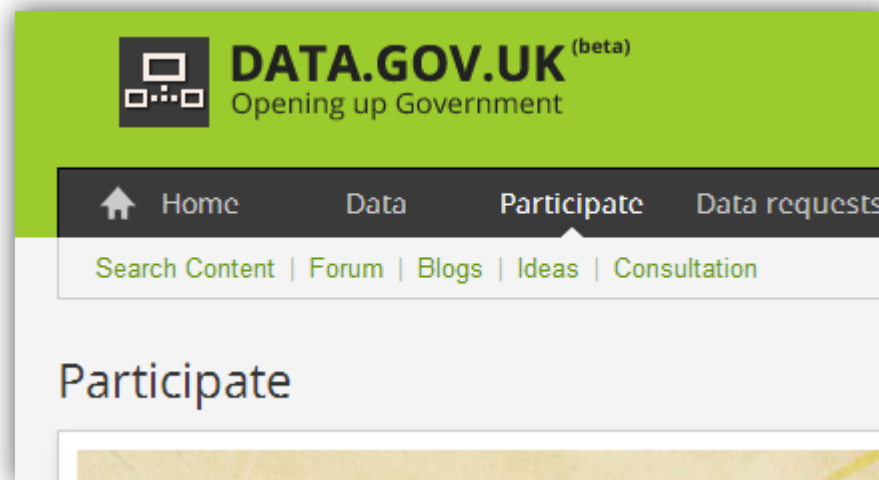 DATA.GOV.UK (beta)
Opening up Government
Home Data Participate Data requests
Search Content | Forum | Blogs | Ideas | Consultation
Participate